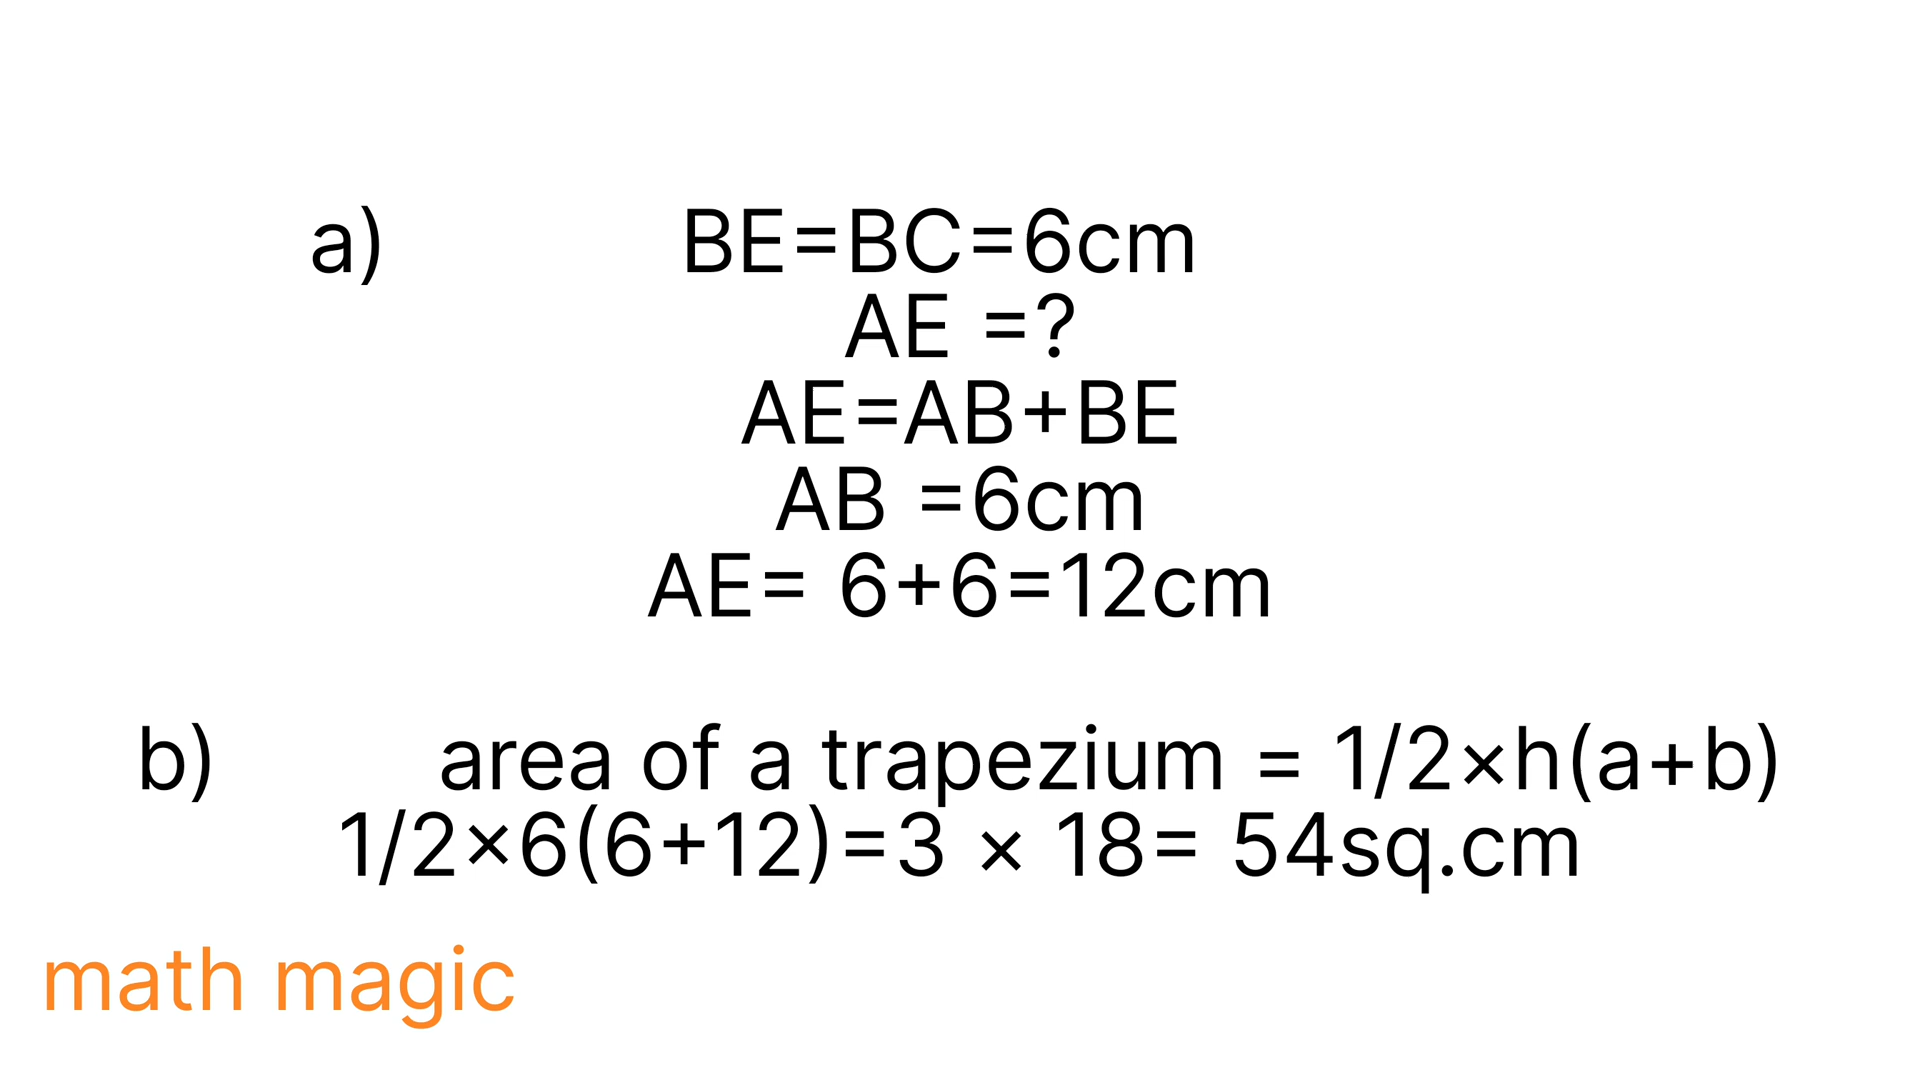 a) BE=BC=6cm
AE =?
AE=AB+BE
AB =6cm
AE= 6+6=12cm
b) area of a trapezium = 1/2×h(a+b)
1/2×6(6+12)=3 × 18= 54sq.cm
math magic